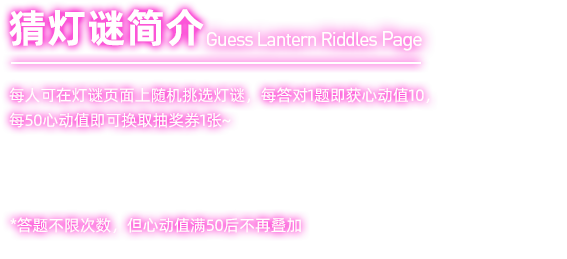 猜灯谜简介 Guess Lantern Riddles Page
每人可在灯谜页面上随机挑选灯谜，每答对1题即获心动值10，
每50心动值即可换取抽奖券1张~
*答题不限次数，但心动值满50后不再叠加